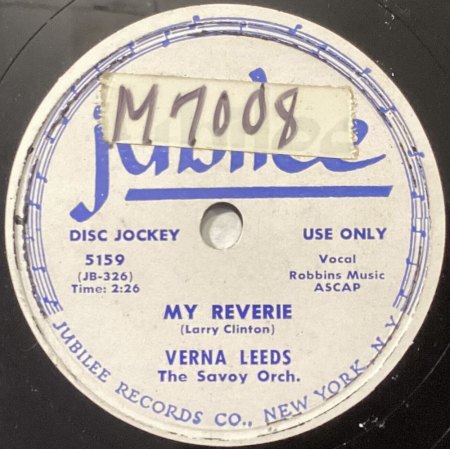 M7008
jubilee
DISC JOCKEY USE ONLY
5159 Vocal
(JB-326) Robbins Music
Time: 2:26 ASCAP
MY REVERIE
(Larry Clinton)
VERNA LEEDS
The Savoy Orch.
JUBILEE RECORDS CO., NEW YORK, N.Y.